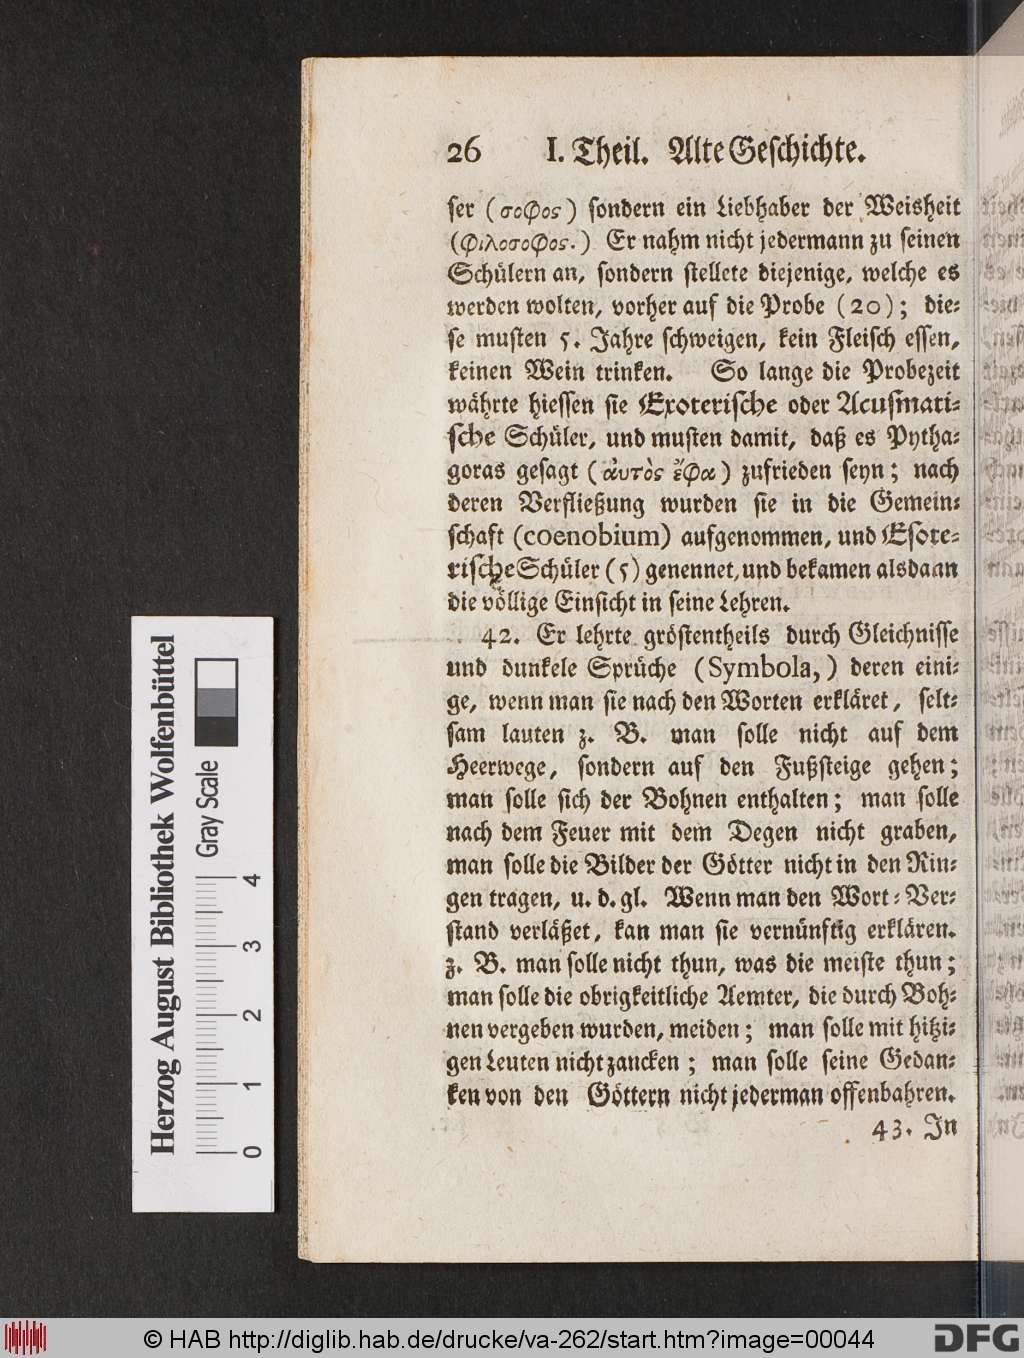 26 I. Theil. Alte Geschichte.
ser (σοφος) sondern ein Liebhaber der Weisheit
(φιλοσοφος.) Er nahm nicht jedermann zu seinen
Schülern an, sondern stellete diejenige, welche es
werden wolten, vorher auf die Probe (20); die-
se musten 5. Jahre schweigen, kein Fleisch essen,
keinen Wein trinken. So lange die Probezeit
währte hiessen sie Exoterische oder Acusmati-
sche Schüler, und musten damit, daß es Pytha-
goras gesagt (ἀυτὸς ἔφα) zufrieden seyn; nach
deren Verfließung wurden sie in die Gemein-
schaft (coenobium) aufgenommen, und Esote-
rische Schüler (5) genennet, und bekamen alsdann
die völlige Einsicht in seine Lehren.
42. Er lehrte gröstentheils durch Gleichnisse
und dunkele Sprüche (Symbola,) deren eini-
ge, wenn man sie nach den Worten erkläret, selt-
sam lauten z. B. man solle nicht auf dem
Heerwege, sondern auf den Fußsteige gehen;
man solle sich der Bohnen enthalten; man solle
nach dem Feuer mit dem Degen nicht graben,
man solle die Bilder der Götter nicht in den Rin-
gen tragen, u. d. gl. Wenn man den Wort-Ver-
stand verläßet, kan man sie vernünftig erklären.
z. B. man solle nicht thun, was die meiste thun;
man solle die obrigkeitliche Aemter, die durch Boh-
nen vergeben wurden, meiden; man solle mit hitzi-
gen Leuten nicht zancken; man solle seine Gedan-
ken von den Göttern nicht jederman offenbahren.
43. In
Herzog August Bibliothek Wolfenbüttel
Gray Scale
0 1 2 3 4
© HAB http://diglib.hab.de/drucke/va-262/start.htm?image=00044
DFG